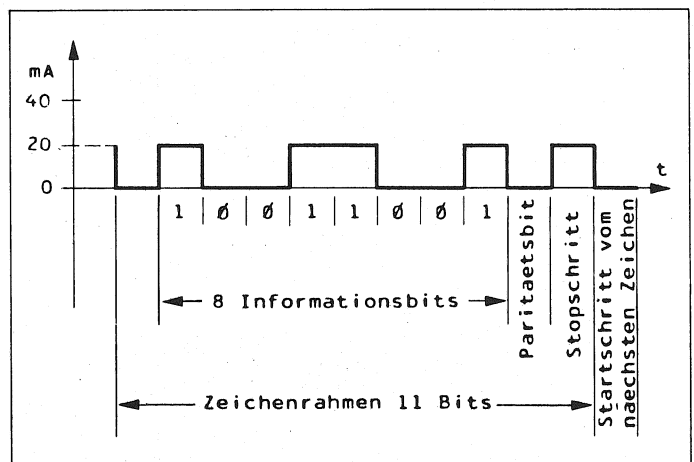 mA
40
20
0
t
1 Ø Ø 1 1 Ø Ø 1
8 Informationsbits
Zeichenrahmen 11 Bits
Paritaetsbit
Stopschritt
Startschritt vom
naechsten Zeichen